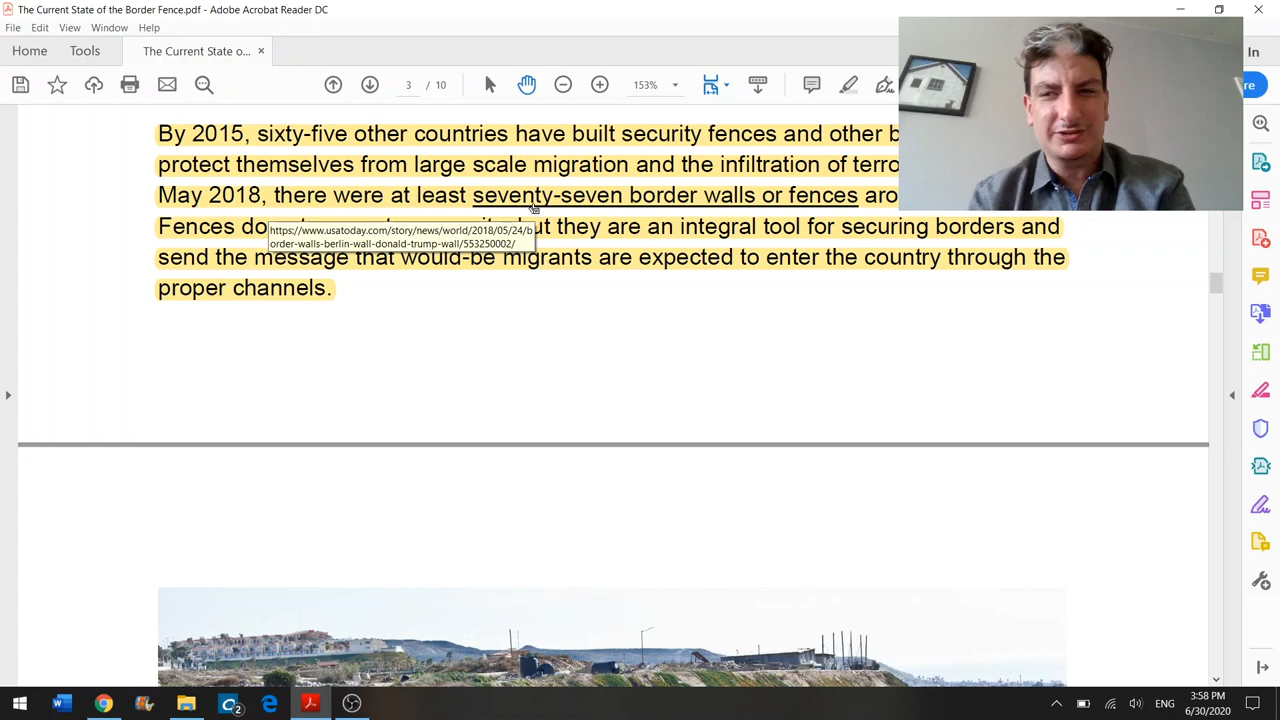 The Current State of the Border Fence.pdf - Adobe Acrobat Reader DC
File Edit View Window Help
Home Tools The Current State o... × In
3 / 10 153% re
By 2015, sixty-five other countries have built security fences and other b
protect themselves from large scale migration and the infiltration of terro
May 2018, there were at least seventy-seven border walls or fences aro
Fences do but they are an integral tool for securing borders and
https://www.usatoday.com/story/news/world/2018/05/24/b
order-walls-berlin-wall-donald-trump-wall/553250002/
send the message that would-be migrants are expected to enter the country through the
proper channels.
2 ENG 3:58 PM
6/30/2020